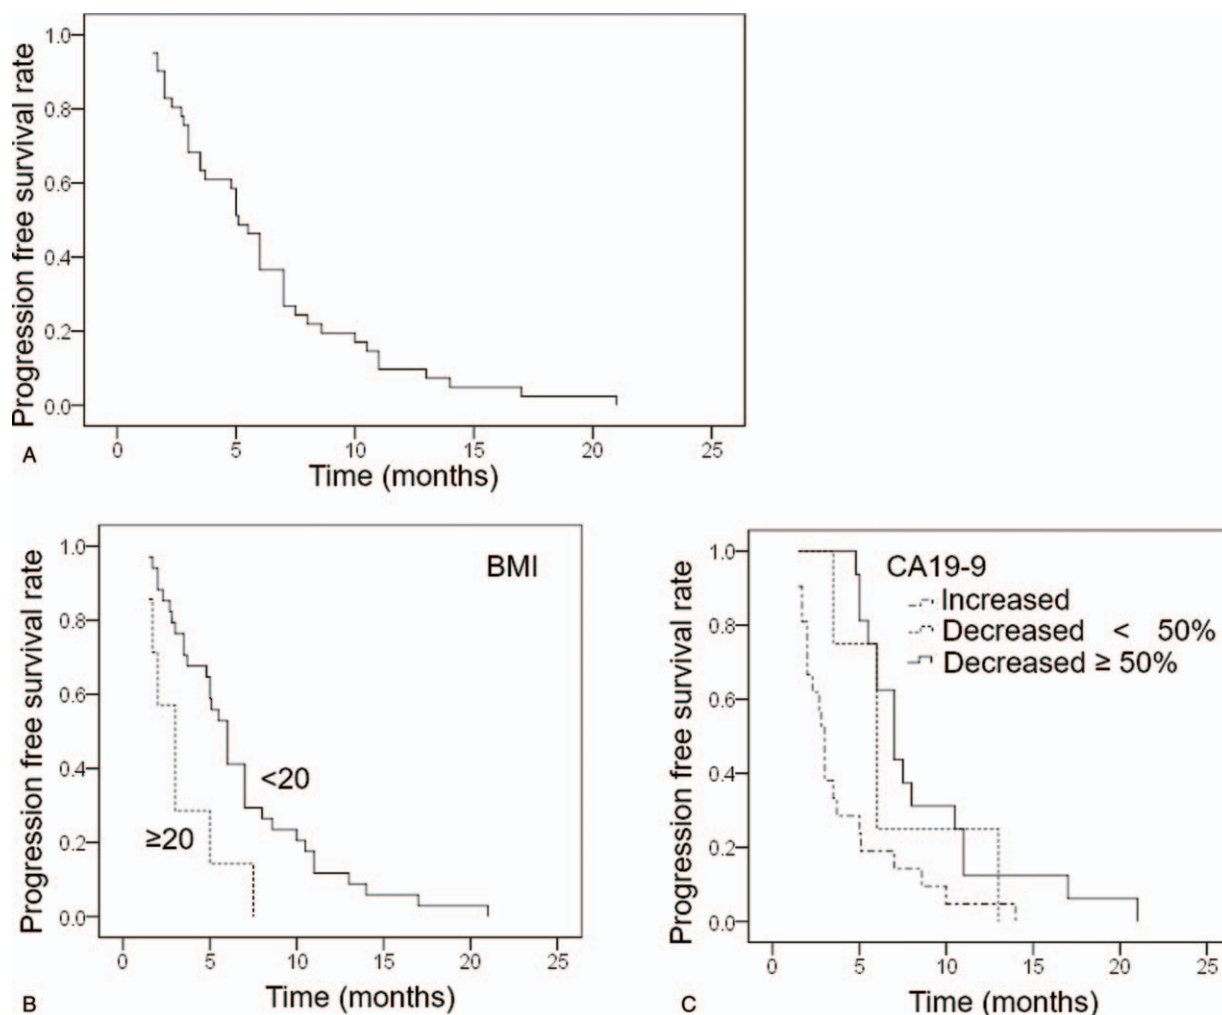 Progression free survival rate
1.0
0.8
0.6
0.4
0.2
0.0
0 5 10 15 20 25
Time (months)
A
Progression free survival rate
1.0
0.8
0.6
0.4
0.2
0.0
BMI
<20
≥20
0 5 10 15 20 25
Time (months)
B
Progression free survival rate
1.0
0.8
0.6
0.4
0.2
0.0
CA19-9
Increased
Decreased < 50%
Decreased ≥ 50%
0 5 10 15 20 25
Time (months)
C